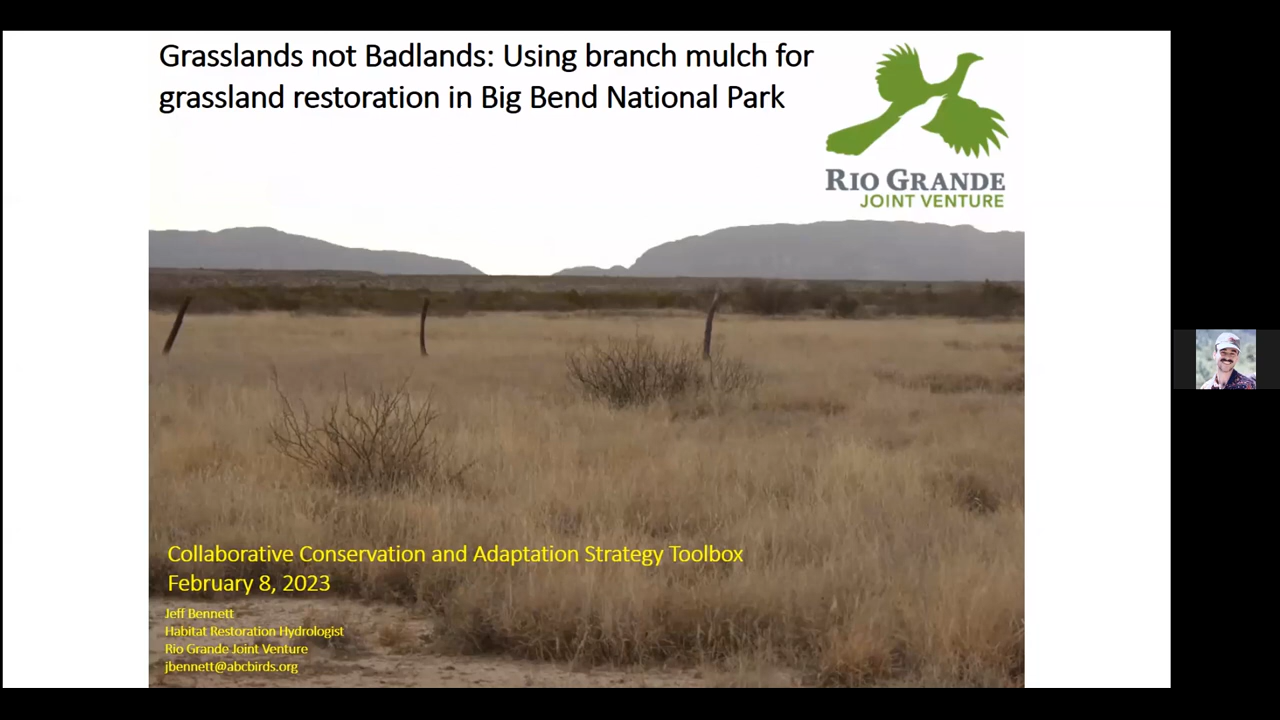 Grasslands not Badlands: Using branch mulch for
grassland restoration in Big Bend National Park
RIO GRANDE
JOINT VENTURE
Collaborative Conservation and Adaptation Strategy Toolbox
February 8, 2023
Jeff Bennett
Habitat Restoration Hydrologist
Rio Grande Joint Venture
jbennett@abcbirds.org